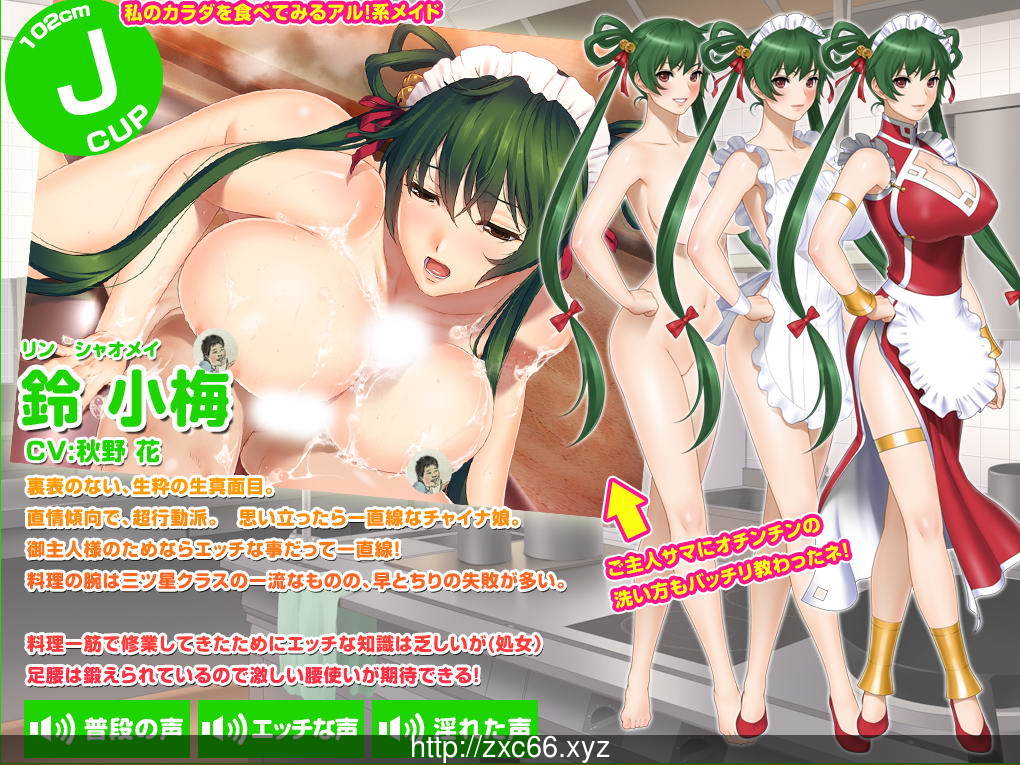 102cm
J
CUP
私のカラダを食べてみるアル!系メイド
リン シャオメイ
鈴 小梅
CV:秋野 花
裏表のない、生粋の生真面目。
直情傾向で、超行動派。 思い立ったら一直線なチャイナ娘。
御主人様のためならエッチな事だって一直線!
料理の腕は三ツ星クラスの一流なものの、早とちりの失敗が多い。
料理一筋で修業してきたためにエッチな知識は乏しいが(処女)
足腰は鍛えられているので激しい腰使いが期待できる!
ご主人サマにオチンチンの
洗い方もバッチリ教わったネ!
普段の声
エッチな声
淫れた声
http://zxc66.xyz